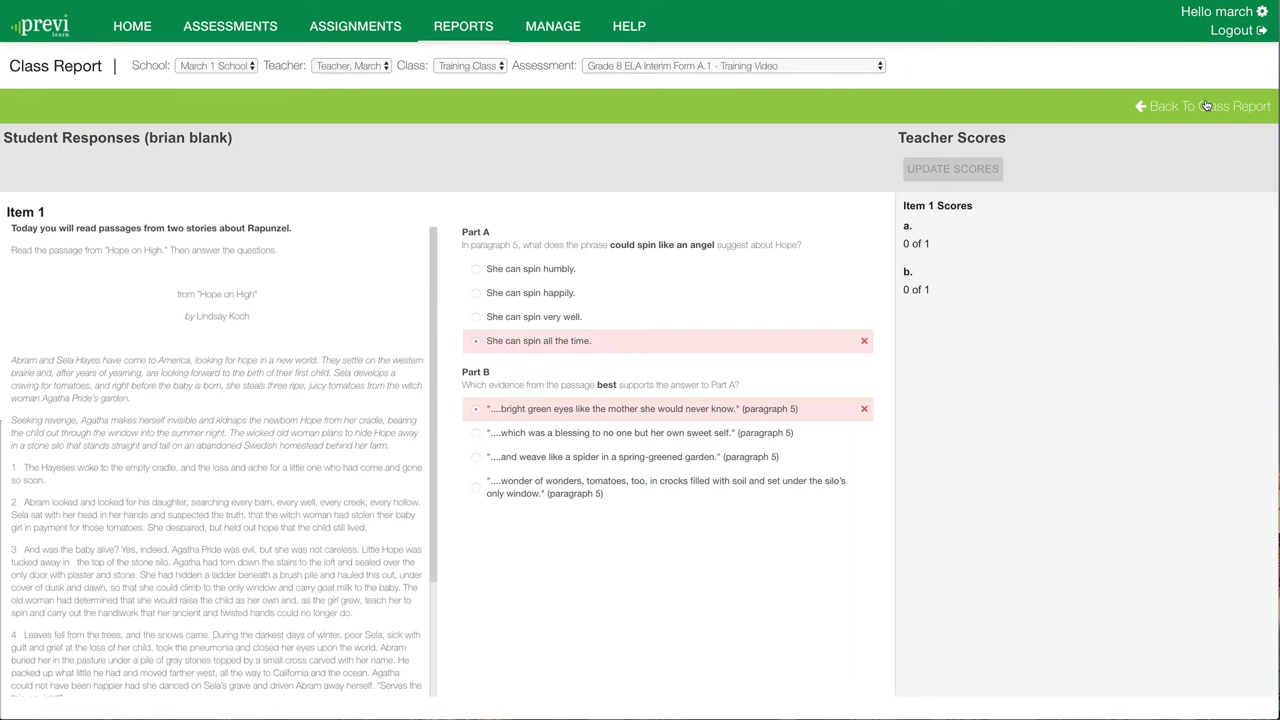 previ
learn
HOME
ASSESSMENTS
ASSIGNMENTS
REPORTS
MANAGE
HELP
Hello march
Logout
Class Report | School: March 1 School Teacher: Teacher, March Class: Training Class Assessment: Grade 8 ELA Interim Form A.1 - Training Video
Back To Class Report
Student Responses (brian blank)
Teacher Scores
UPDATE SCORES
Item 1
Today you will read passages from two stories about Rapunzel.
Read the passage from "Hope on High." Then answer the questions.
from "Hope on High"
by Lindsay Koch
Abram and Sela Hayes have come to America, looking for hope in a new world. They settle on the western
prairie and, after years of yearning, are looking forward to the birth of their first child. Sela develops a
craving for tomatoes, and right before the baby is born, she steals three ripe, juicy tomatoes from the witch
woman Agatha Pride's garden.
Seeking revenge, Agatha makes herself invisible and kidnaps the newborn Hope from her cradle, bearing
the child out through the window into the summer night. The wicked old woman plans to hide Hope away
in a stone silo that stands straight and tall on an abandoned Swedish homestead behind her farm.
1 The Hayeses woke to the empty cradle, and the loss and ache for a little one who had come and gone
so soon.
2 Abram looked and looked for his daughter, searching every barn, every well, every creek, every hollow.
Sela sat with her head in her hands and suspected the truth, that the witch woman had stolen their baby
girl in payment for those tomatoes. She despaired, but held out hope that the child still lived.
3 And was the baby alive? Yes, indeed. Agatha Pride was evil, but she was not careless. Little Hope was
tucked away in the top of the stone silo. Agatha had torn down the stairs to the loft and sealed over the
only door with plaster and stone. She had hidden a ladder beneath a brush pile and hauled this out, under
cover of dusk and dawn, so that she could climb to the only window and carry goat milk to the baby. The
old woman had determined that she would raise the child as her own and, as the girl grew, teach her to
spin and carry out the handiwork that her ancient and twisted hands could no longer do.
4 Leaves fell from the trees, and the snows came. During the darkest days of winter, poor Sela, sick with
guilt and grief at the loss of her child, took the pneumonia and closed her eyes upon the world. Abram
buried her in the pasture under a pile of gray stones topped by a small cross carved with her name. He
packed up what little he had and moved farther west, all the way to California and the ocean. Agatha
could not have been happier had she danced on Sela's grave and driven Abram away herself. "Serves the
Part A
In paragraph 5, what does the phrase could spin like an angel suggest about Hope?
She can spin humbly.
She can spin happily.
She can spin very well.
She can spin all the time.
Part B
Which evidence from the passage best supports the answer to Part A?
"....bright green eyes like the mother she would never know." (paragraph 5)
"....which was a blessing to no one but her own sweet self." (paragraph 5)
"....and weave like a spider in a spring-greened garden." (paragraph 5)
"....wonder of wonders, tomatoes, too, in crocks filled with soil and set under the silo's
only window." (paragraph 5)
Item 1 Scores
a.
0 of 1
b.
0 of 1